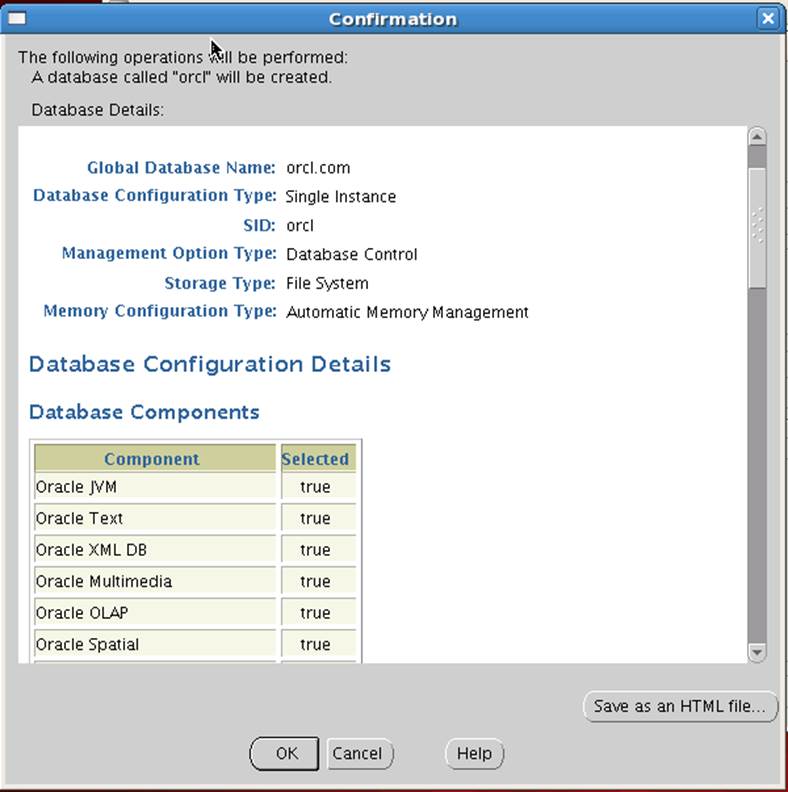 Confirmation
The following operations will be performed:
A database called "orcl" will be created.
Database Details:
Global Database Name: orcl.com
Database Configuration Type: Single Instance
SID: orcl
Management Option Type: Database Control
Storage Type: File System
Memory Configuration Type: Automatic Memory Management
Database Configuration Details
Database Components
Component Selected
Oracle JVM true
Oracle Text true
Oracle XML DB true
Oracle Multimedia true
Oracle OLAP true
Oracle Spatial true
Save as an HTML file...
OK Cancel Help